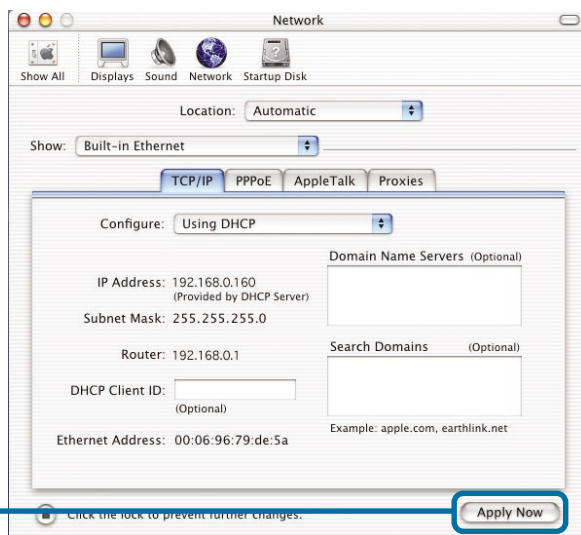 Network
Show All Displays Sound Network Startup Disk
Location: Automatic
Show: Built-in Ethernet
TCP/IP PPPoE AppleTalk Proxies
Configure: Using DHCP
Domain Name Servers (Optional)
IP Address: 192.168.0.160
(Provided by DHCP Server)
Subnet Mask: 255.255.255.0
Search Domains (Optional)
Router: 192.168.0.1
DHCP Client ID:
(Optional)
Example: apple.com, earthlink.net
Ethernet Address: 00:06:96:79:de:5a
Click the lock to prevent further changes.
Apply Now